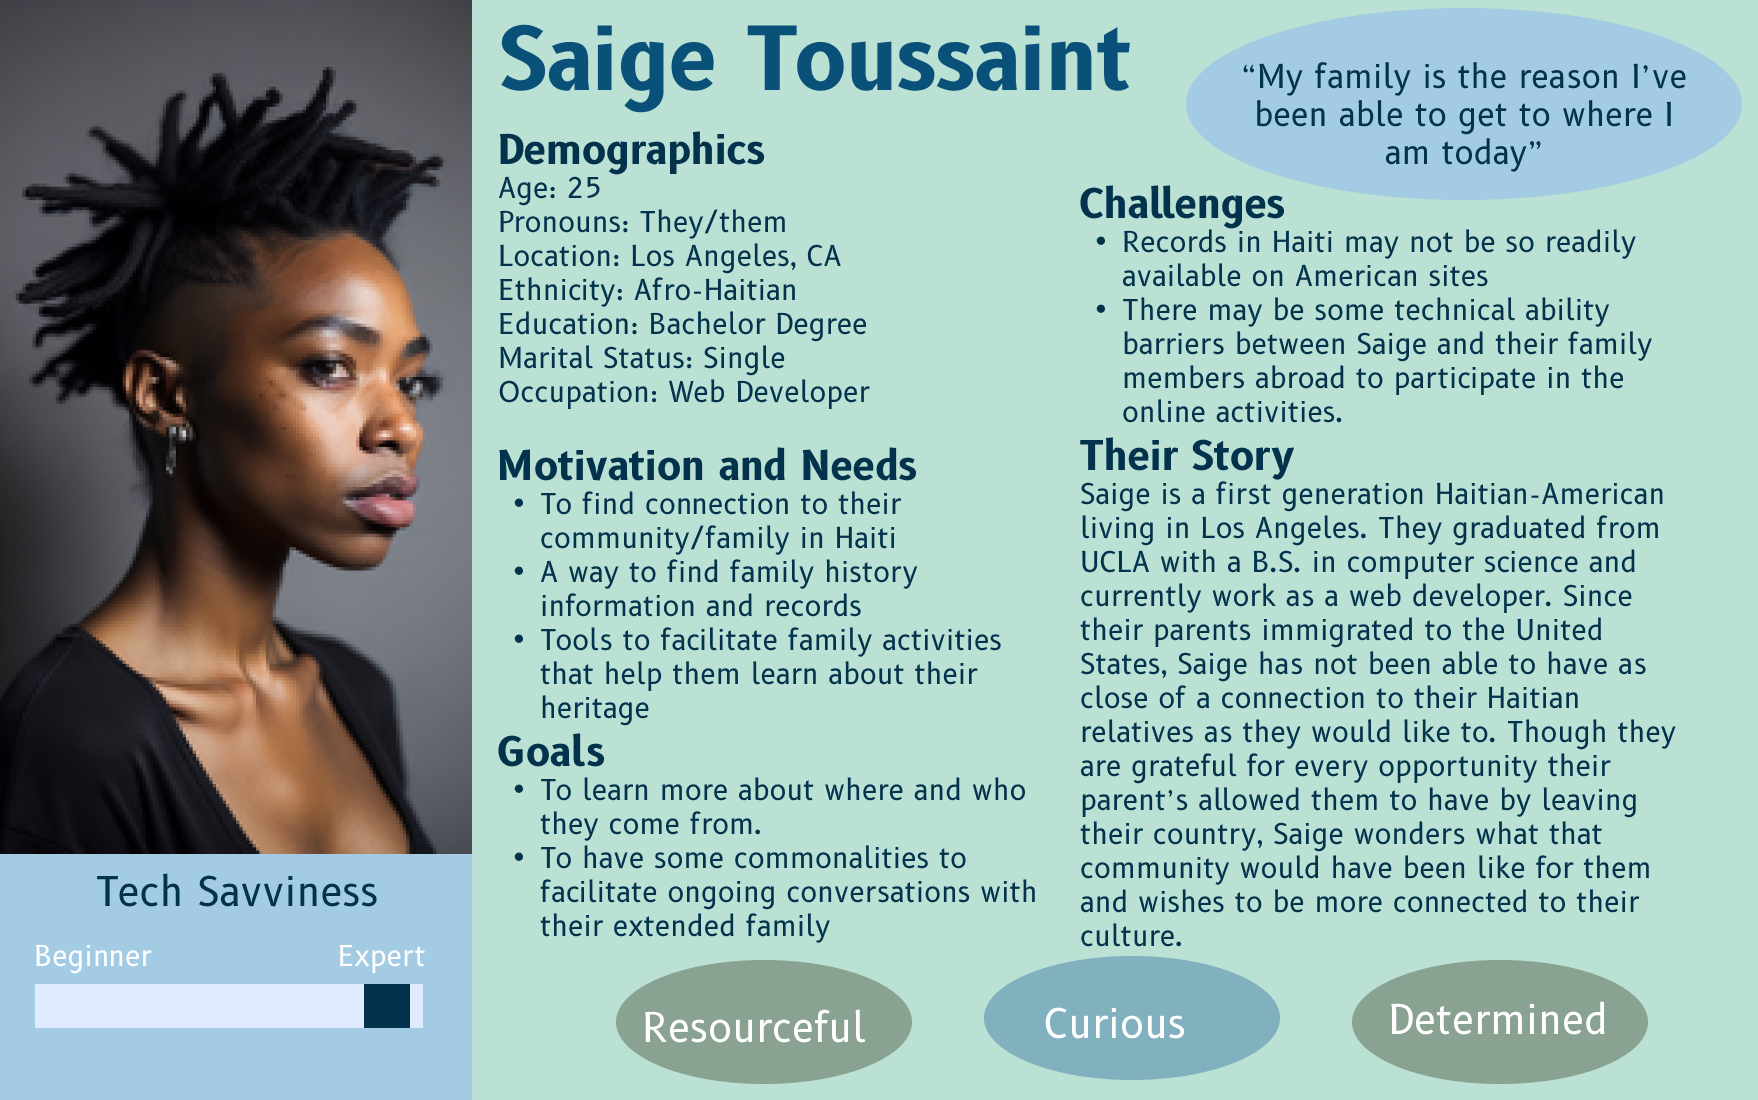 Saige Toussaint
“My family is the reason I’ve
been able to get to where I
am today”
Demographics
Age: 25
Pronouns: They/them
Location: Los Angeles, CA
Ethnicity: Afro-Haitian
Education: Bachelor Degree
Marital Status: Single
Occupation: Web Developer
Motivation and Needs
• To find connection to their
community/family in Haiti
• A way to find family history
information and records
• Tools to facilitate family activities
that help them learn about their
heritage
Goals
• To learn more about where and who
they come from.
• To have some commonalities to
facilitate ongoing conversations with
their extended family
Challenges
• Records in Haiti may not be so readily
available on American sites
• There may be some technical ability
barriers between Saige and their family
members abroad to participate in the
online activities.
Their Story
Saige is a first generation Haitian-American
living in Los Angeles. They graduated from
UCLA with a B.S. in computer science and
currently work as a web developer. Since
their parents immigrated to the United
States, Saige has not been able to have as
close of a connection to their Haitian
relatives as they would like to. Though they
are grateful for every opportunity their
parent’s allowed them to have by leaving
their country, Saige wonders what that
community would have been like for them
and wishes to be more connected to their
culture.
Tech Savviness
Beginner Expert
Resourceful
Curious
Determined